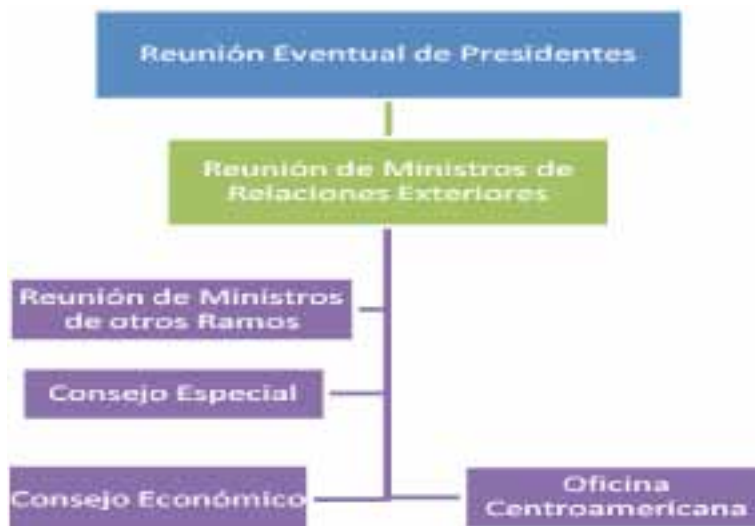 Reunión Eventual de Presidentes
Reunión de Ministros de
Relaciones Exteriores
Reunión de Ministros
de otros Ramos
Consejo Especial
Consejo Económico
Oficina
Centroamericana